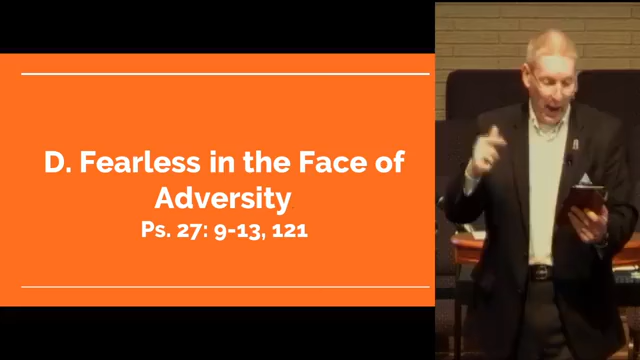 D. Fearless in the Face of
Adversity
Ps. 27: 9-13, 121